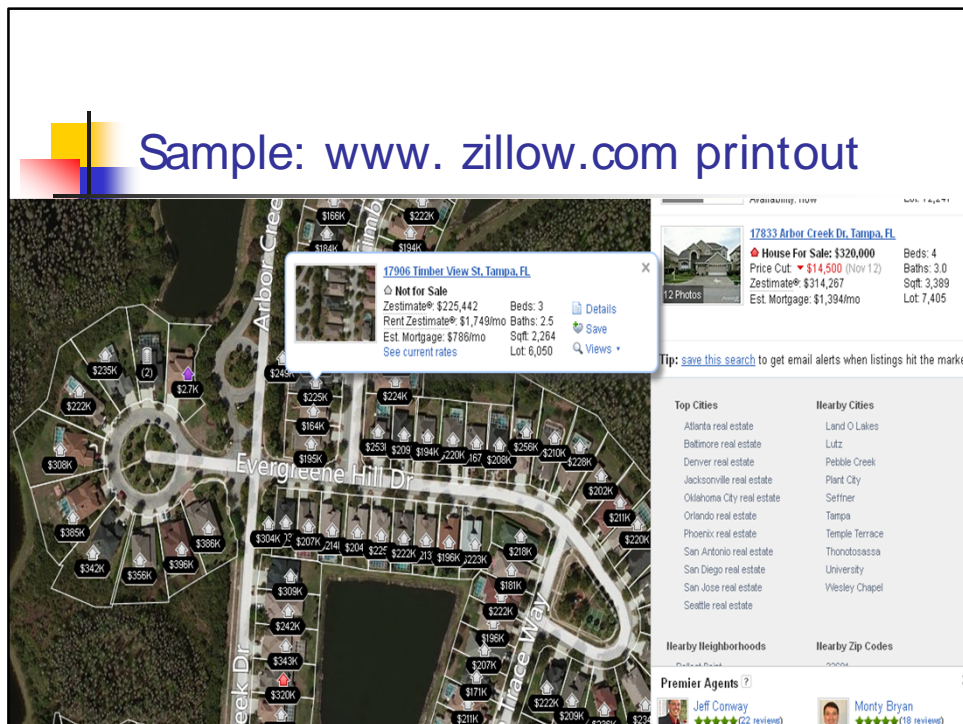 Sample: www. zillow.com printout
$166K
$222K
$184K
$194K
Arbor Cree
17906 Timber View St, Tampa, FL
Not for Sale
Zestimate®: $225,442 Beds: 3
Rent Zestimate®: $1,749/mo Baths: 2.5
Est. Mortgage: $786/mo Sqft: 2,264
See current rates Lot: 6,050
Details
Save
Views
$235K
(2)
$2.7K
$249K
$225K
$224K
$222K
$164K
$195K
$194K
$208K
$256K
$210K
$228K
$308K
Evergreene Hill Dr
$202K
$211K
$220K
$385K
$342K
$356K
$396K
$386K
$304K
$207K
$204
$222K
$196K
$223K
$218K
$309K
$181K
$222K
$242K
$196K
$343K
$207K
$320K
$171K
$211K
$222K
$209K
eek Dr
Trace Way
17833 Arbor Creek Dr, Tampa, FL
House For Sale: $320,000 Beds: 4
Price Cut: $14,500 (Nov 12) Baths: 3.0
Zestimate®: $314,267 Sqft: 3,389
Est. Mortgage: $1,394/mo Lot: 7,405
12 Photos
Tip: save this search to get email alerts when listings hit the marke
Top Cities
Atlanta real estate
Baltimore real estate
Denver real estate
Jacksonville real estate
Oklahoma City real estate
Orlando real estate
Phoenix real estate
San Antonio real estate
San Diego real estate
San Jose real estate
Seattle real estate
Nearby Cities
Land O Lakes
Lutz
Pebble Creek
Plant City
Seffner
Tampa
Temple Terrace
Thonotosassa
University
Wesley Chapel
Nearby Neighborhoods
Nearby Zip Codes
Premier Agents ?
Jeff Conway
(22 reviews)
Monty Bryan
(18 reviews)